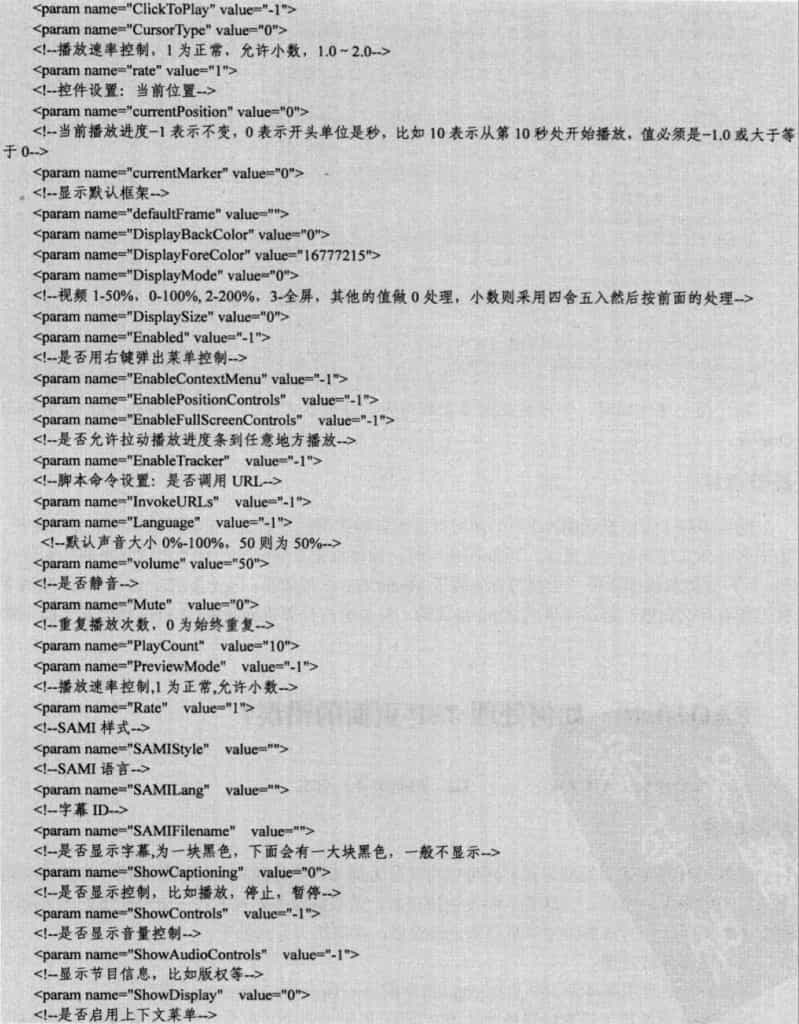 <param name="ClickToPlay" value="-1">
<param name="CursorType" value="0">
<!--播放速率控制，1 为正常，允许小数，1.0~2.0-->
<param name="rate" value="1">
<!--控件设置：当前位置-->
<param name="currentPosition" value="0">
<!--当前播放进度-1 表示不变，0 表示开头单位是秒，比如 10 表示从第 10 秒处开始播放，值必须是-1.0 或大于等
于 0-->
<param name="currentMarker" value="0">
<!--显示默认框架-->
<param name="defaultFrame" value="">
<param name="DisplayBackColor" value="0">
<param name="DisplayForeColor" value="16777215">
<param name="DisplayMode" value="0">
<!--视频 1-50%，0-100%, 2-200%，3-全屏，其他的值做 0 处理，小数则采用四舍五入然后按前面的处理-->
<param name="DisplaySize" value="0">
<param name="Enabled" value="-1">
<!--是否用右键弹出菜单控制-->
<param name="EnableContextMenu" value="-1">
<param name="EnablePositionControls" value="-1">
<param name="EnableFullScreenControls" value="-1">
<!--是否允许拉动播放进度条到任意地方播放-->
<param name="EnableTracker" value="-1">
<!--脚本命令设置：是否调用 URL-->
<param name="InvokeURLs" value="-1">
<param name="Language" value="-1">
<!--默认声音大小 0%-100%，50 则为 50%-->
<param name="volume" value="50">
<!--是否静音-->
<param name="Mute" value="0">
<!--重复播放次数，0 为始终重复-->
<param name="PlayCount" value="10">
<param name="PreviewMode" value="-1">
<!--播放速率控制,1 为正常,允许小数-->
<param name="Rate" value="1">
<!--SAMI 样式-->
<param name="SAMIStyle" value="">
<!--SAMI 语言-->
<param name="SAMILang" value="">
<!--字幕 ID-->
<param name="SAMIFilename" value="">
<!--是否显示字幕,为一块黑色，下面会有一大块黑色，一般不显示-->
<param name="ShowCaptioning" value="0">
<!--是否显示控制，比如播放，停止，暂停-->
<param name="ShowControls" value="-1">
<!--是否显示音量控制-->
<param name="ShowAudioControls" value="-1">
<!--显示节目信息，比如版权等-->
<param name="ShowDisplay" value="0">
<!--是否启用上下文菜单-->